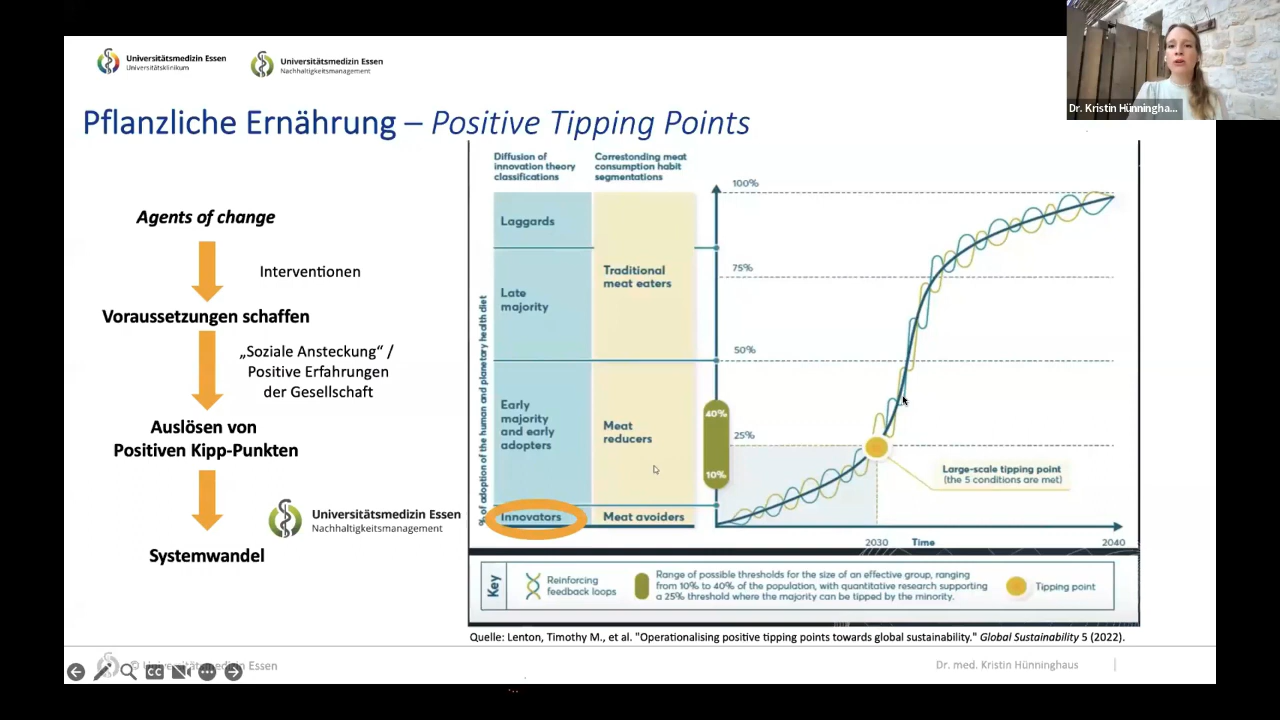 Universitätsmedizin Essen
Universitätsklinikum
Universitätsmedizin Essen
Nachhaltigkeitsmanagement
Dr. Kristin Hünningha...
Pflanzliche Ernährung – Positive Tipping Points
Agents of change
Interventionen
Voraussetzungen schaffen
„Soziale Ansteckung“ /
Positive Erfahrungen
der Gesellschaft
Auslösen von
Positiven Kipp-Punkten
Universitätsmedizin Essen
Nachhaltigkeitsmanagement
Systemwandel
Diffusion of
innovation theory
classifications
Correstonding meat
consumption habit
segmentations
% of adoption of the human and planetary health diet
Laggards
Late
majority
Early
majority
and early
adopters
Innovators
Traditional
meat eaters
Meat
reducers
Meat avoiders
100%
75%
50%
25%
40%
10%
Large-scale tipping point
(the 5 conditions are met)
2030
Time
2040
Key
Reinforcing
feedback loops
Range of possible thresholds for the size of an effective group, ranging
from 10% to 40% of the population, with quantitative research supporting
a 25% threshold where the majority can be tipped by the minority.
Tipping point
Quelle: Lenton, Timothy M., et al. "Operationalising positive tipping points towards global sustainability." Global Sustainability 5 (2022).
© Universitätsmedizin Essen
CC
Dr. med. Kristin Hünninghaus